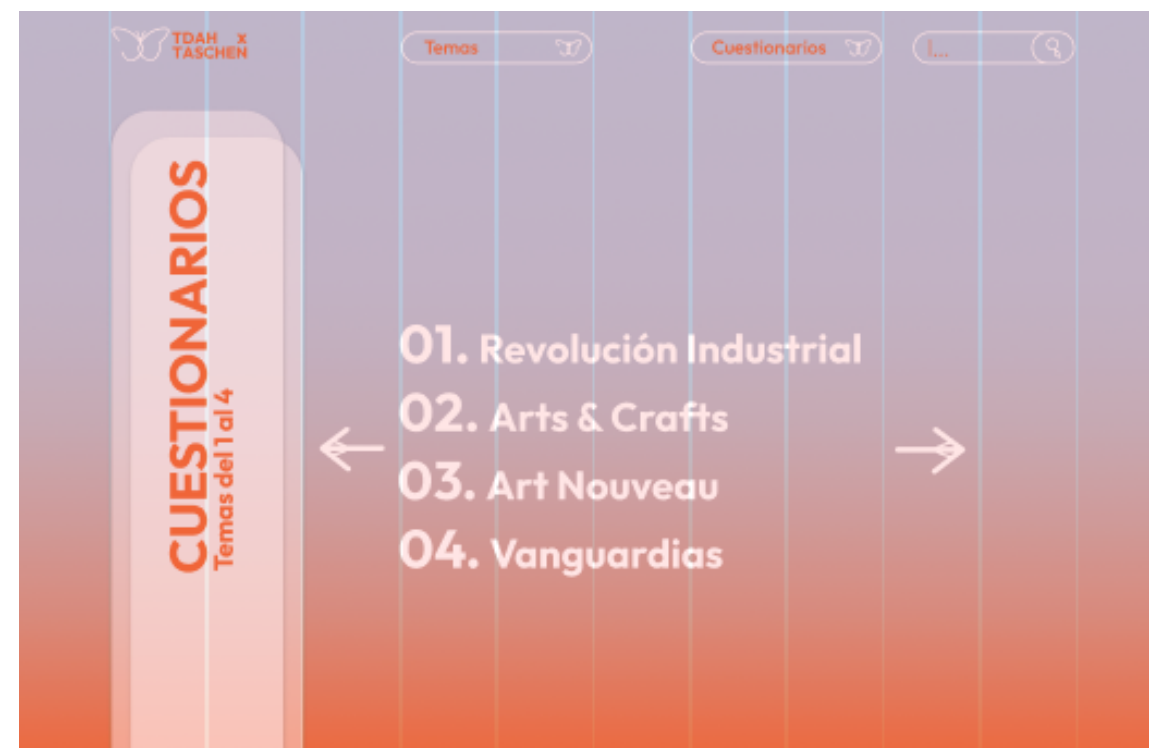 TDAH x
TASCHEN
Temas
Cuestionarios
|...
CUESTIONARIOS
Temas del 1 al 4
01. Revolución Industrial
02. Arts & Crafts
03. Art Nouveau
04. Vanguardias